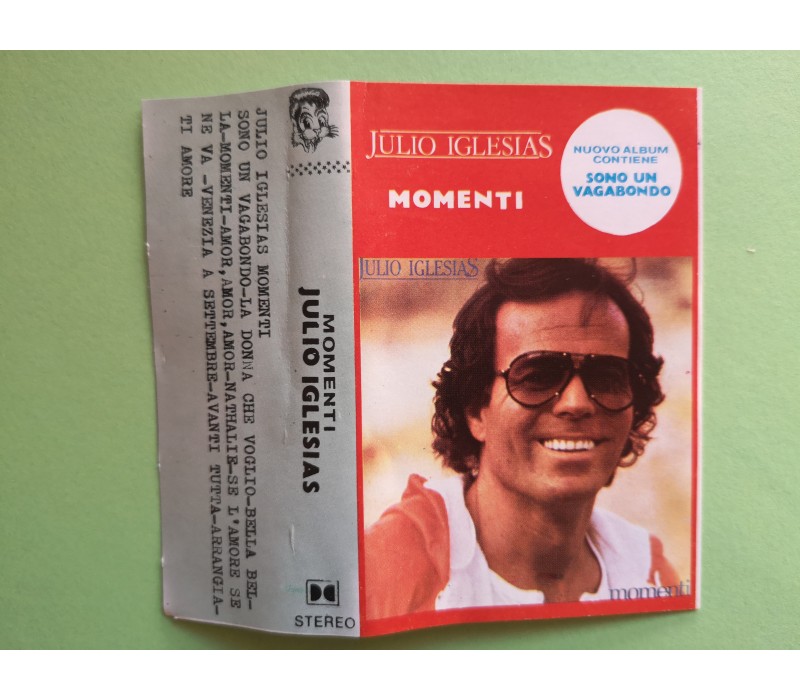 JULIO IGLESIAS MOMENTI
SONO UN VAGABONDO-LA DONNA CHE VOGLIO-BELLA BEL-
LA-MOMENTI-AMOR,AMOR,AMOR-NATHALIE-SE L'AMORE SE
NE VA -VENEZIA A SETTEMBRE-AVANTI TUTTA-ARRANGIA-
TI AMORE
MOMENTI
JULIO IGLESIAS
STEREO
JULIO IGLESIAS
MOMENTI
NUOVO ALBUM
CONTIENE
SONO UN
VAGABONDO
JULIO IGLESIAS
momenti